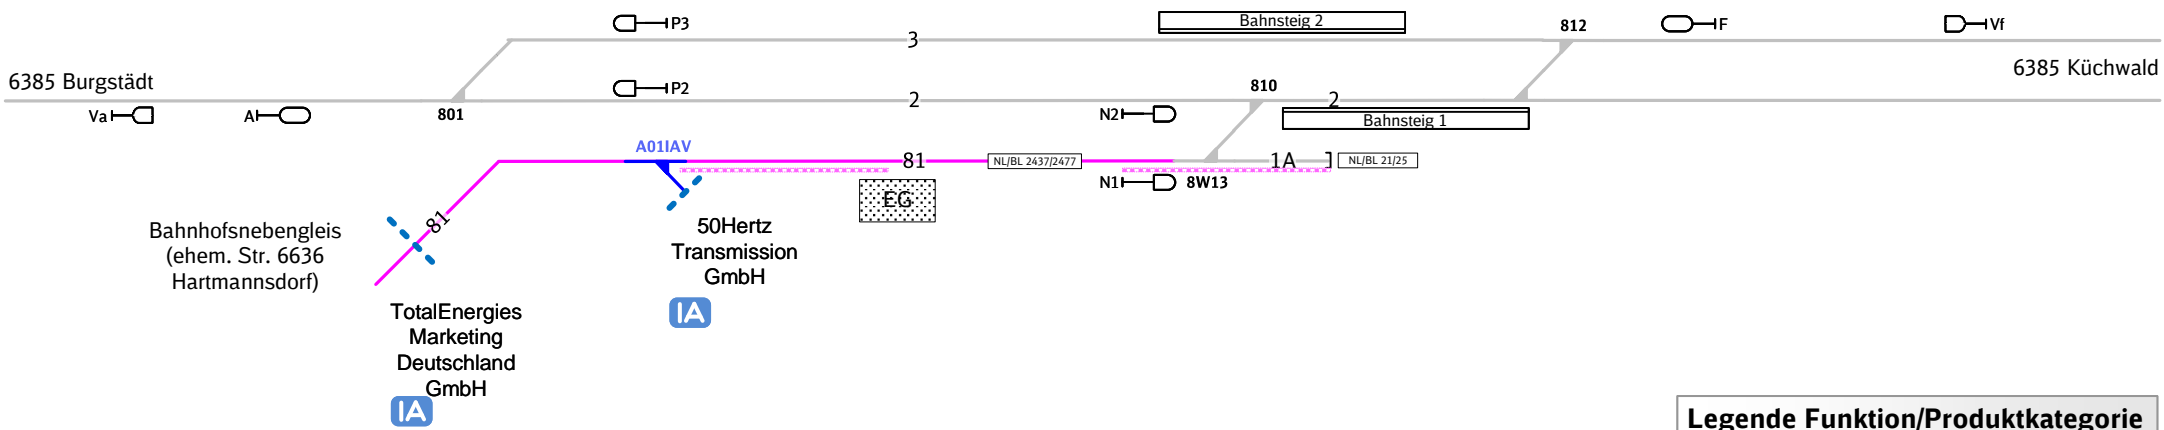 P3
Bahnsteig 2
812
F
Vf
3
6385 Burgstädt
6385 Küchwald
P2
2
810
2
Va
A
801
N2
Bahnsteig 1
A01IAV
81
NL/BL 2437/2477
1A
NL/BL 21/25
N1
8W13
EG
81
Bahnhofsnebengleis
(ehem. Str. 6636
Hartmannsdorf)
50Hertz
Transmission
GmbH
IA
TotalEnergies
Marketing
Deutschland
GmbH
IA
Legende Funktion/Produktkategorie